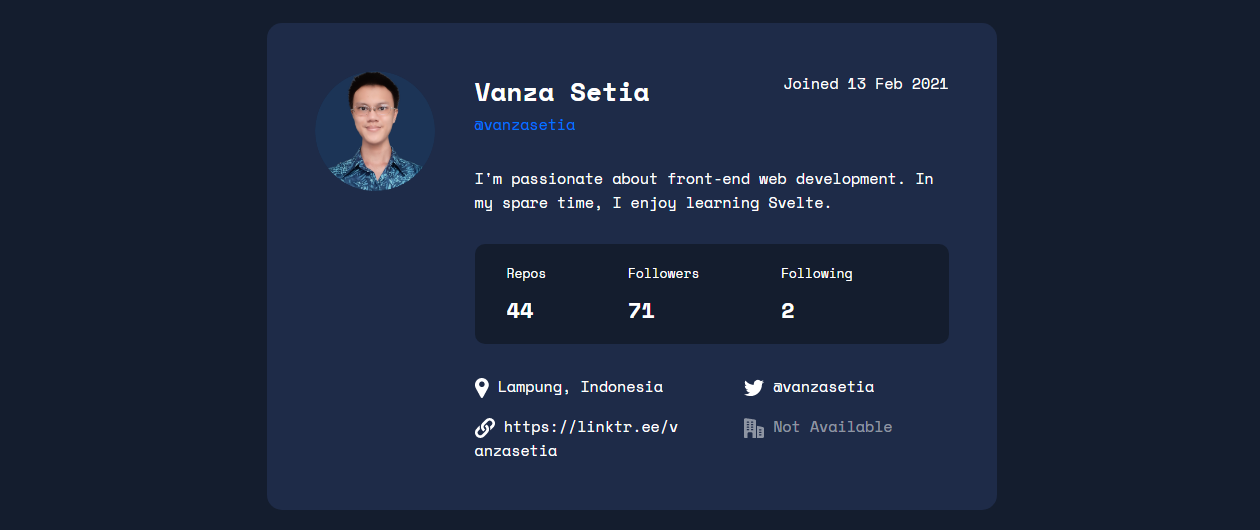 Vanza Setia
Joined 13 Feb 2021
@vanzasetia
I'm passionate about front-end web development. In
my spare time, I enjoy learning Svelte.
Repos Followers Following
44 71 2
Lampung, Indonesia
@vanzasetia
https://linktr.ee/v
anzasetia
Not Available